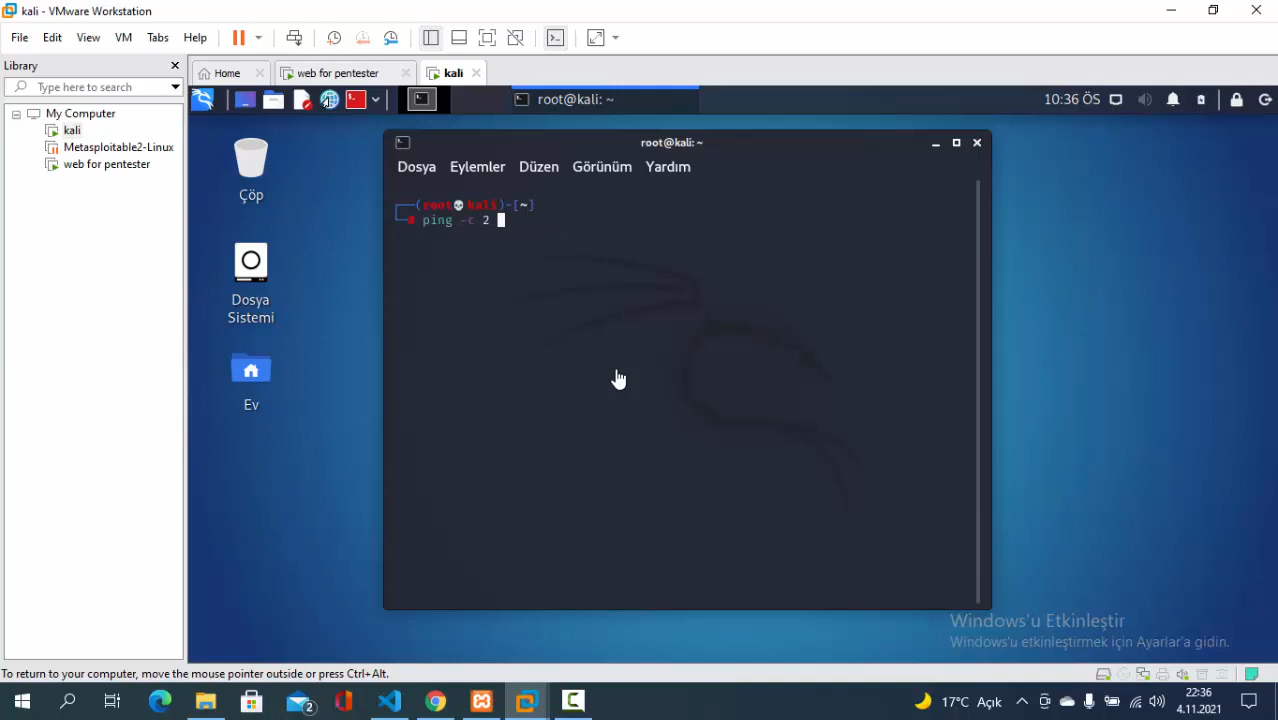 kali - VMware Workstation
File Edit View VM Tabs Help
Library
Type here to search
My Computer
kali
Metasploitable2-Linux
web for pentester
Home
web for pentester
kali
root@kali: ~
10:36 ÖS
Çöp
Dosya
Sistemi
Ev
root@kali: ~
Dosya Eylemler Düzen Görünüm Yardım
(root💀kali)-[~]
ping -c 2
Windows'u Etkinleştir
Windows'u etkinleştirmek için Ayarlar'a gidin.
To return to your computer, move the mouse pointer outside or press Ctrl+Alt.
2
17°C Açık
22:36
4.11.2021